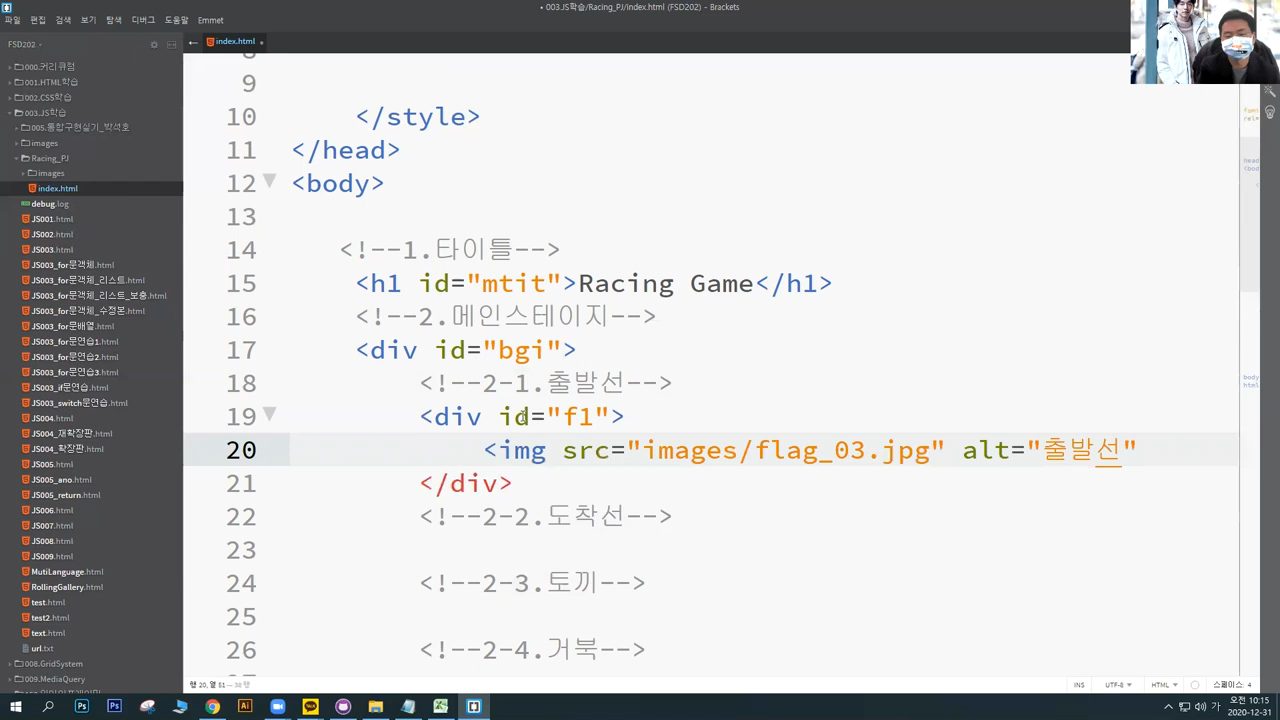 003.JS학습/Racing_PJ/index.html (FSD202) - Brackets
파일 편집 검색 보기 탐색 디버그 도움말 Emmet
FSD202
index.html
000.커리큐럼
001.HTML학습
002.CSS학습
003.JS학습
005.통합구현실기_박석호
images
Racing_PJ
images
index.html
debug.log
JS001.html
JS002.html
JS003.html
JS003_for문객체.html
JS003_for문객체_리스트.html
JS003_for문객체_리스트_보충.html
JS003_for문객체_수정본.html
JS003_for문배열.html
JS003_for문연습1.html
JS003_for문연습2.html
JS003_for문연습3.html
JS003_if문연습.html
JS003_switch문연습.html
JS004.html
JS004_재확장판.html
JS004_확장판.html
JS005.html
JS005_ano.html
JS005_return.html
JS006.html
JS007.html
JS008.html
JS009.html
MutiLanguage.html
RollingGallery.html
test.html
test2.html
text.html
url.txt
008.GridSystem
009.MediaQuery
9
10 </style>
11 </head>
12 <body>
13
14 <!--1.타이틀-->
15 <h1 id="mtit">Racing Game</h1>
16 <!--2.메인스테이지-->
17 <div id="bgi">
18 <!--2-1.출발선-->
19 <div id="f1">
20 <img src="images/flag_03.jpg" alt="출발선"
21 </div>
22 <!--2-2.도착선-->
23
24 <!--2-3.토끼-->
25
26 <!--2-4.거북-->
행 20, 열 51 — 38 행
INS UTF-8 HTML 스페이스: 4
오전 10:15
2020-12-31